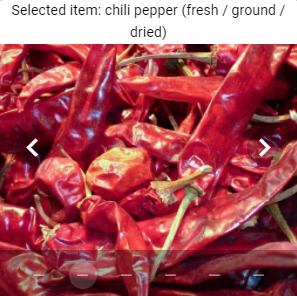 Selected item: chili pepper (fresh / ground /
dried)